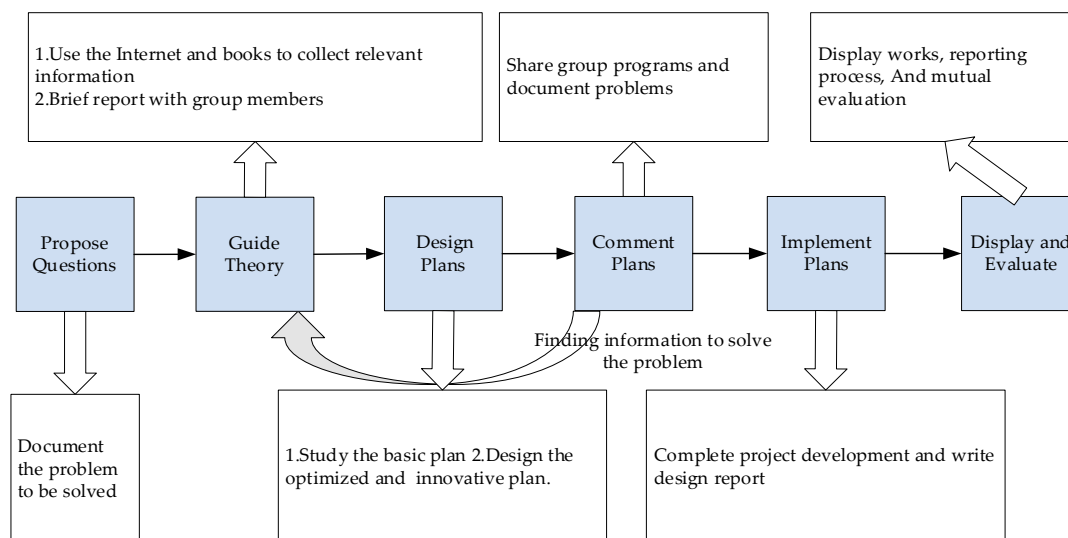 1.Use the Internet and books to collect relevant
information
2.Brief report with group members
Share group programs and
document problems
Display works, reporting
process, And mutual
evaluation
Propose
Questions
Guide
Theory
Design
Plans
Comment
Plans
Implement
Plans
Display and
Evaluate
Finding information to solve
the problem
Document
the problem
to be solved
1.Study the basic plan 2.Design the
optimized and innovative plan.
Complete project development and write
design report